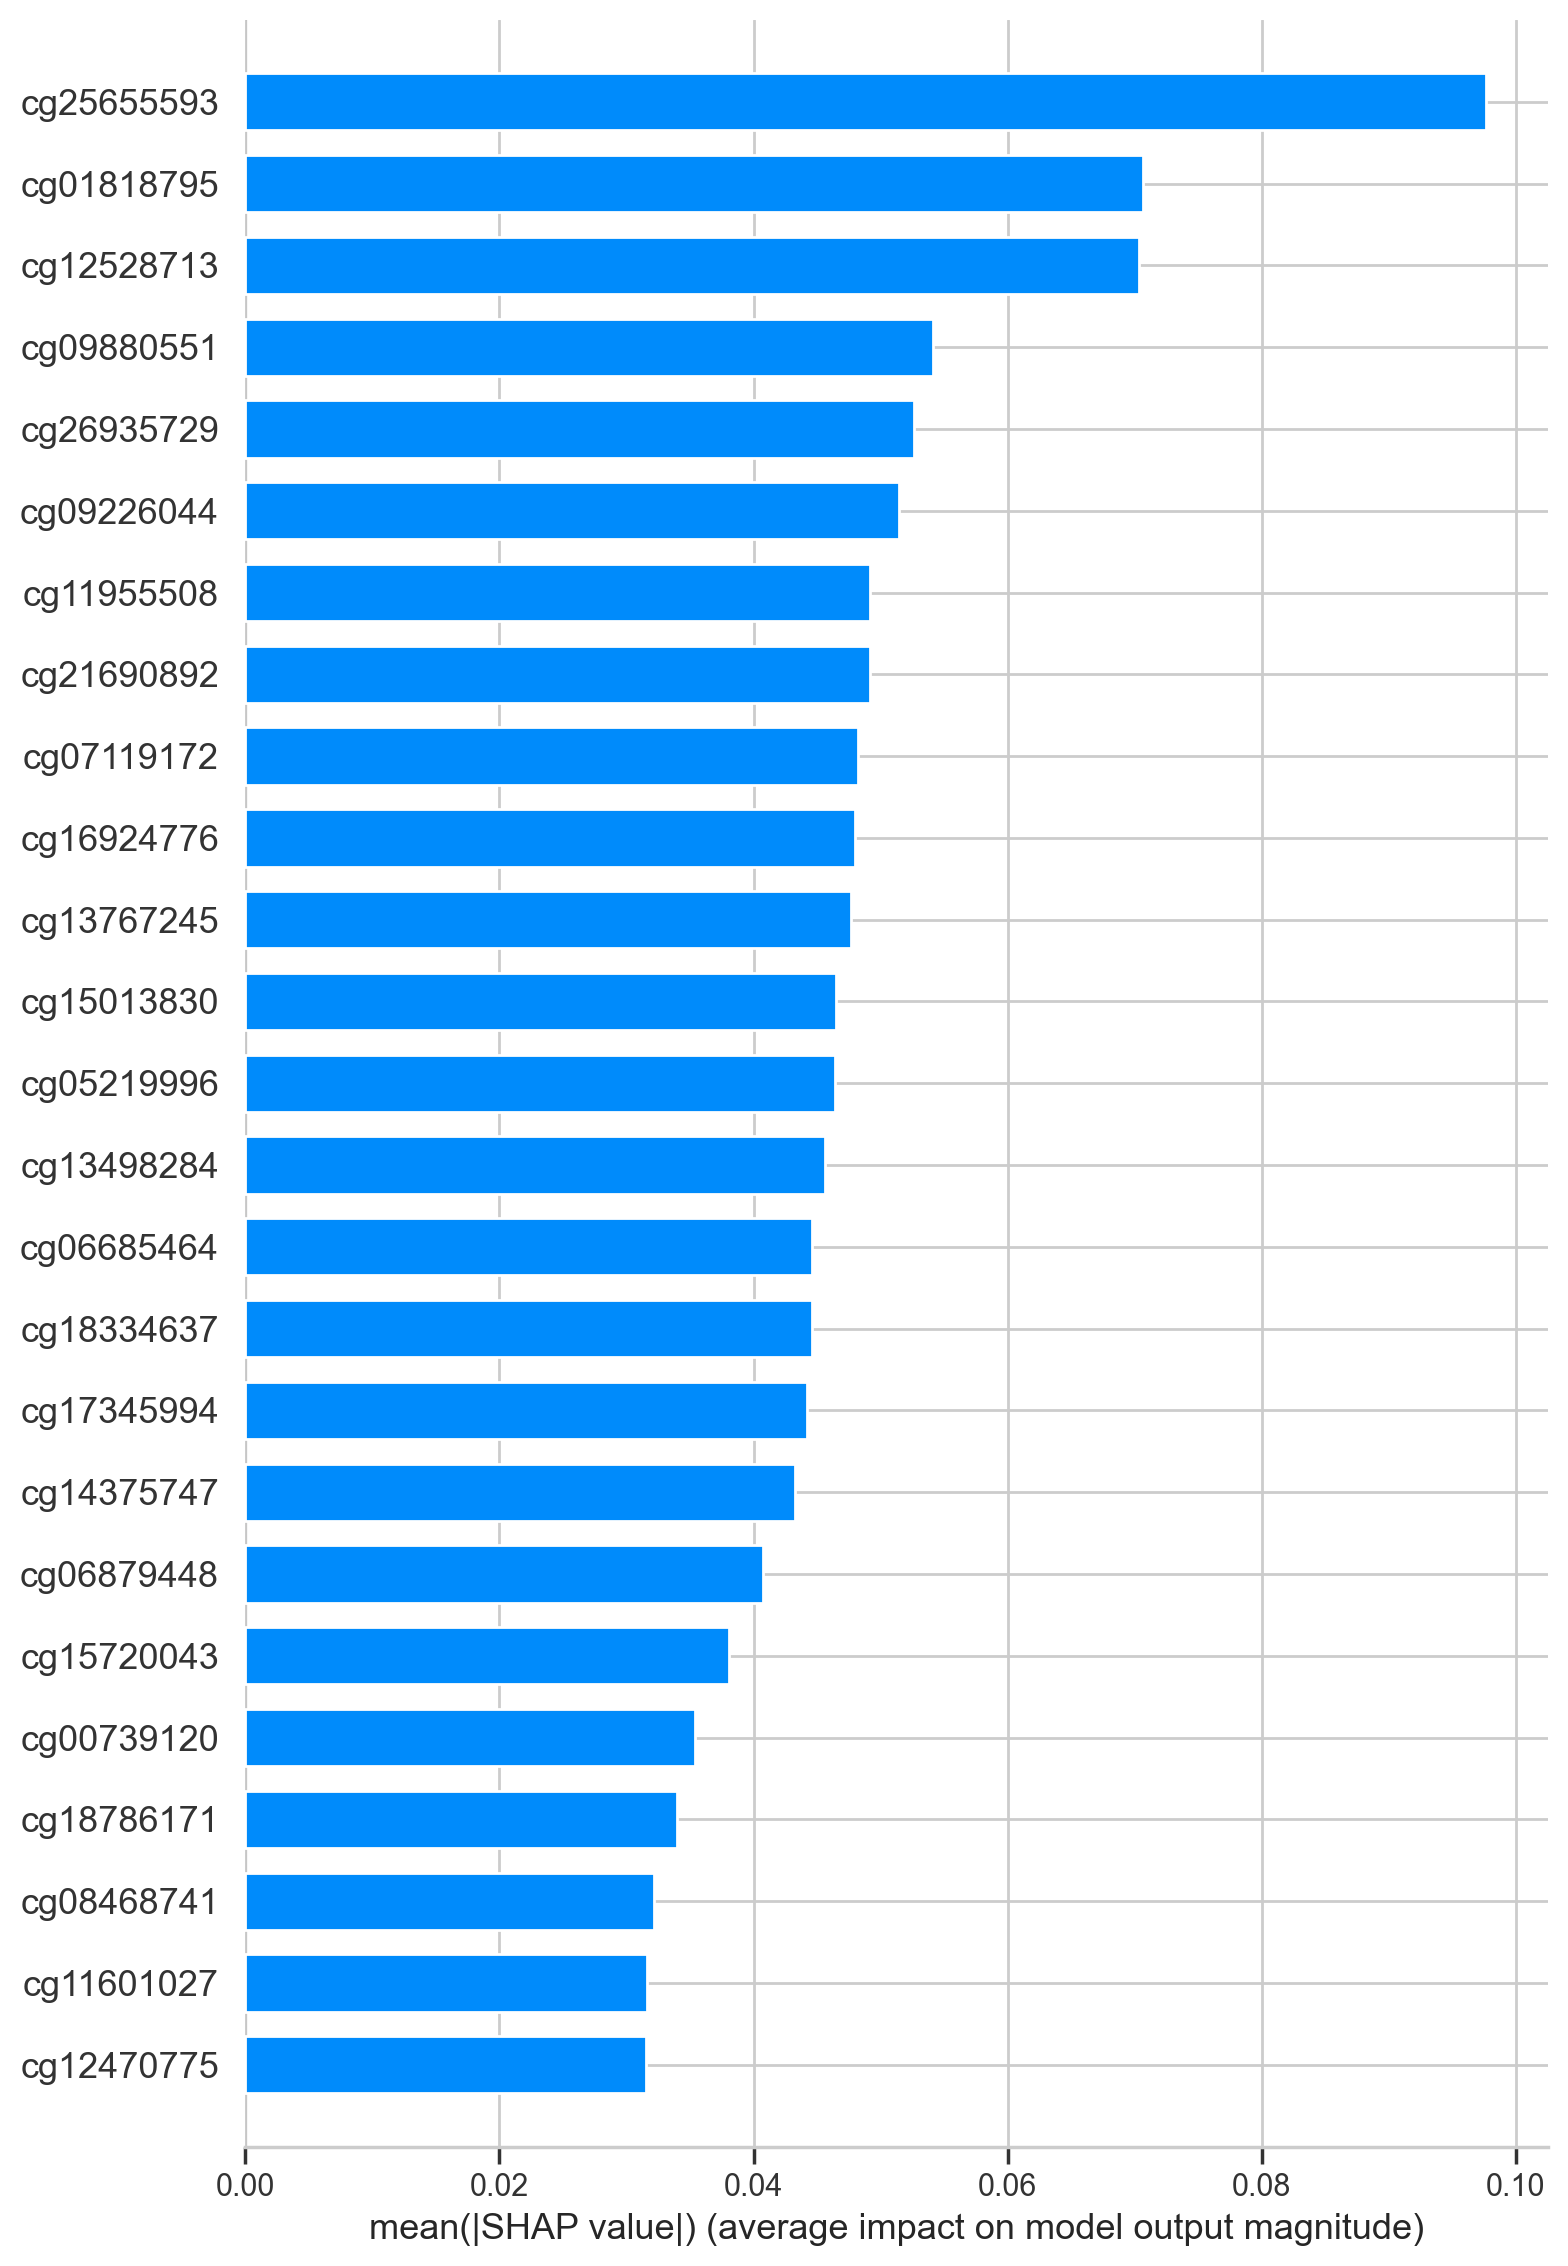 cg25655593
cg01818795
cg12528713
cg09880551
cg26935729
cg09226044
cg11955508
cg21690892
cg07119172
cg16924776
cg13767245
cg15013830
cg05219996
cg13498284
cg06685464
cg18334637
cg17345994
cg14375747
cg06879448
cg15720043
cg00739120
cg18786171
cg08468741
cg11601027
cg12470775
0.00 0.02 0.04 0.06 0.08 0.10
mean(|SHAP value|) (average impact on model output magnitude)